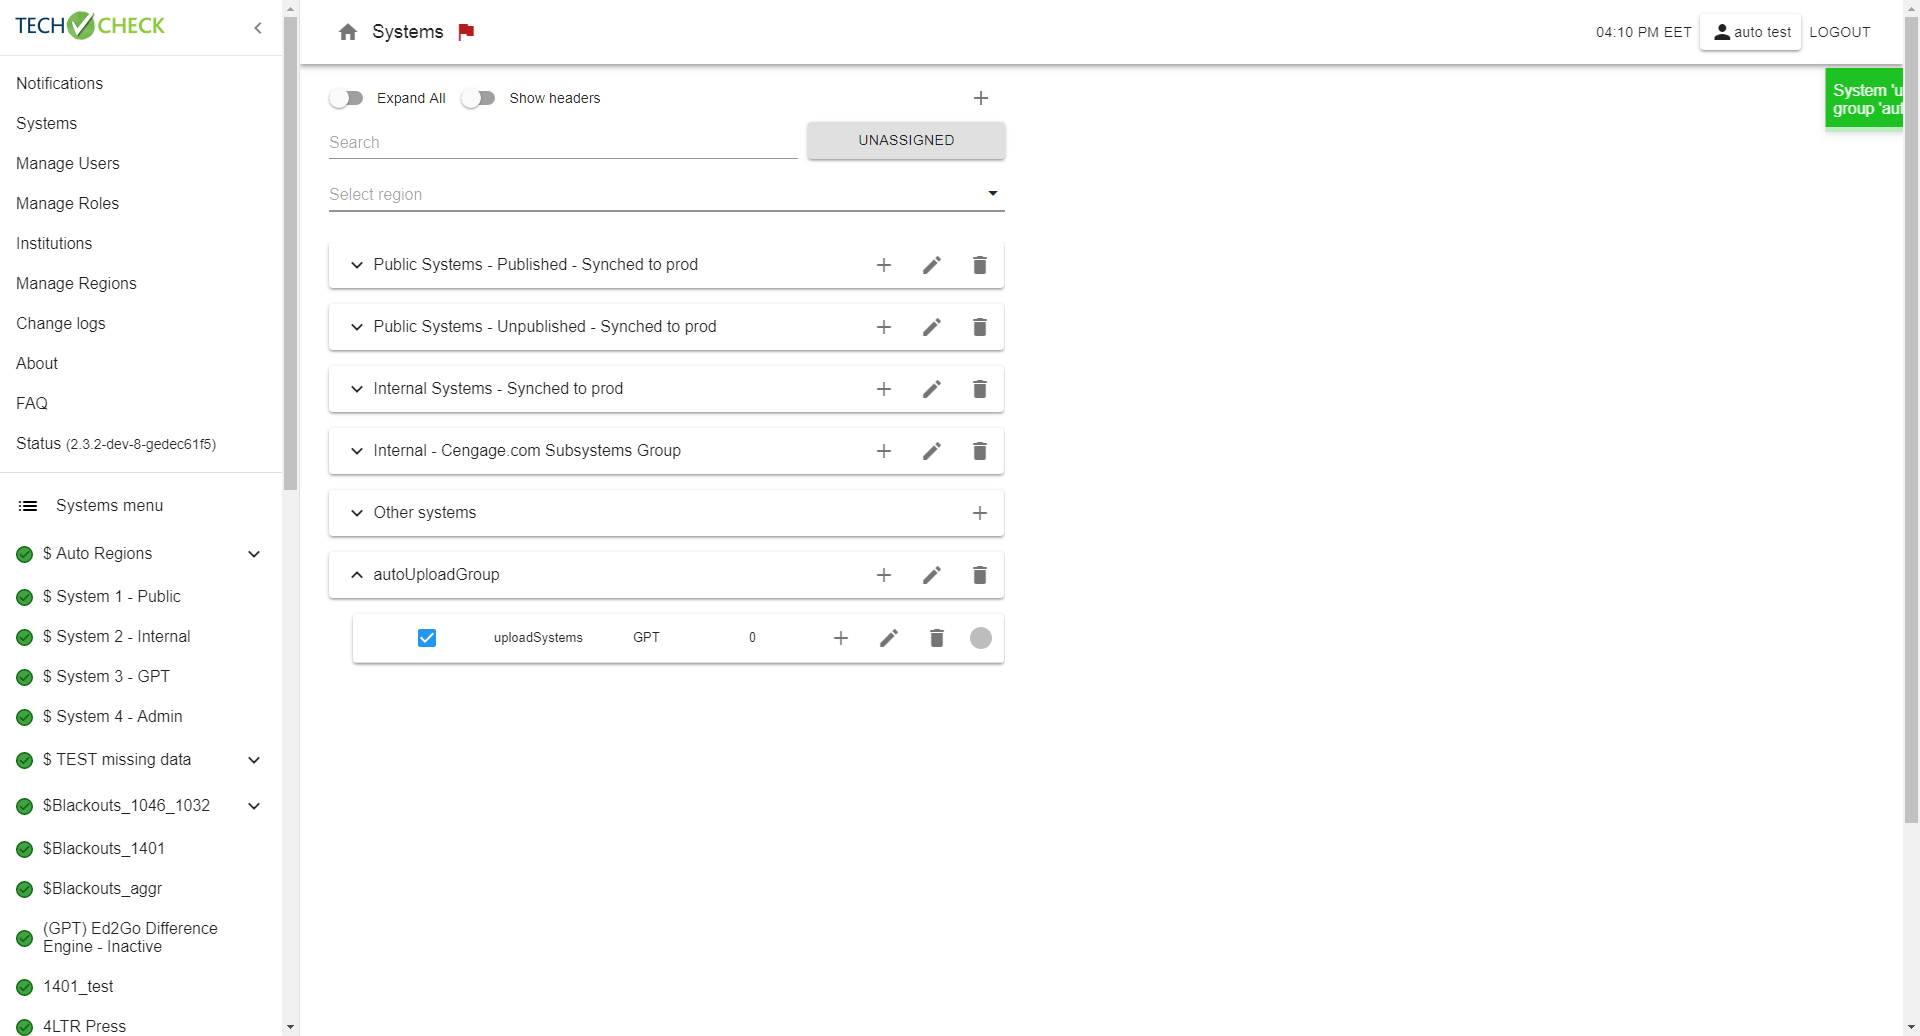 TECH CHECK
Systems
04:10 PM EET
auto test
LOGOUT
Notifications
Systems
Manage Users
Manage Roles
Institutions
Manage Regions
Change logs
About
FAQ
Status (2.3.2-dev-8-gedec61f5)
Systems menu
$ Auto Regions
$ System 1 - Public
$ System 2 - Internal
$ System 3 - GPT
$ System 4 - Admin
$ TEST missing data
$Blackouts_1046_1032
$Blackouts_1401
$Blackouts_aggr
(GPT) Ed2Go Difference
Engine - Inactive
1401_test
4LTR Press
Expand All
Show headers
Search
UNASSIGNED
Select region
Public Systems - Published - Synched to prod
Public Systems - Unpublished - Synched to prod
Internal Systems - Synched to prod
Internal - Cengage.com Subsystems Group
Other systems
autoUploadGroup
uploadSystems GPT 0
System 'u
group 'aut